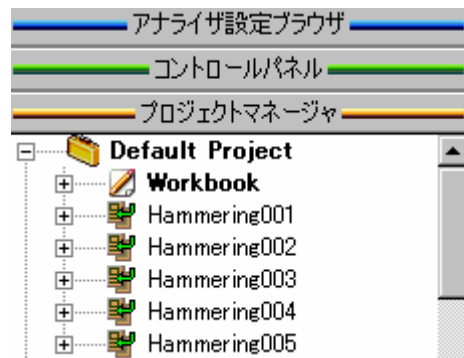 アナライザ設定ブラウザ
コントロールパネル
プロジェクトマネージャ
Default Project
Workbook
Hammering001
Hammering002
Hammering003
Hammering004
Hammering005